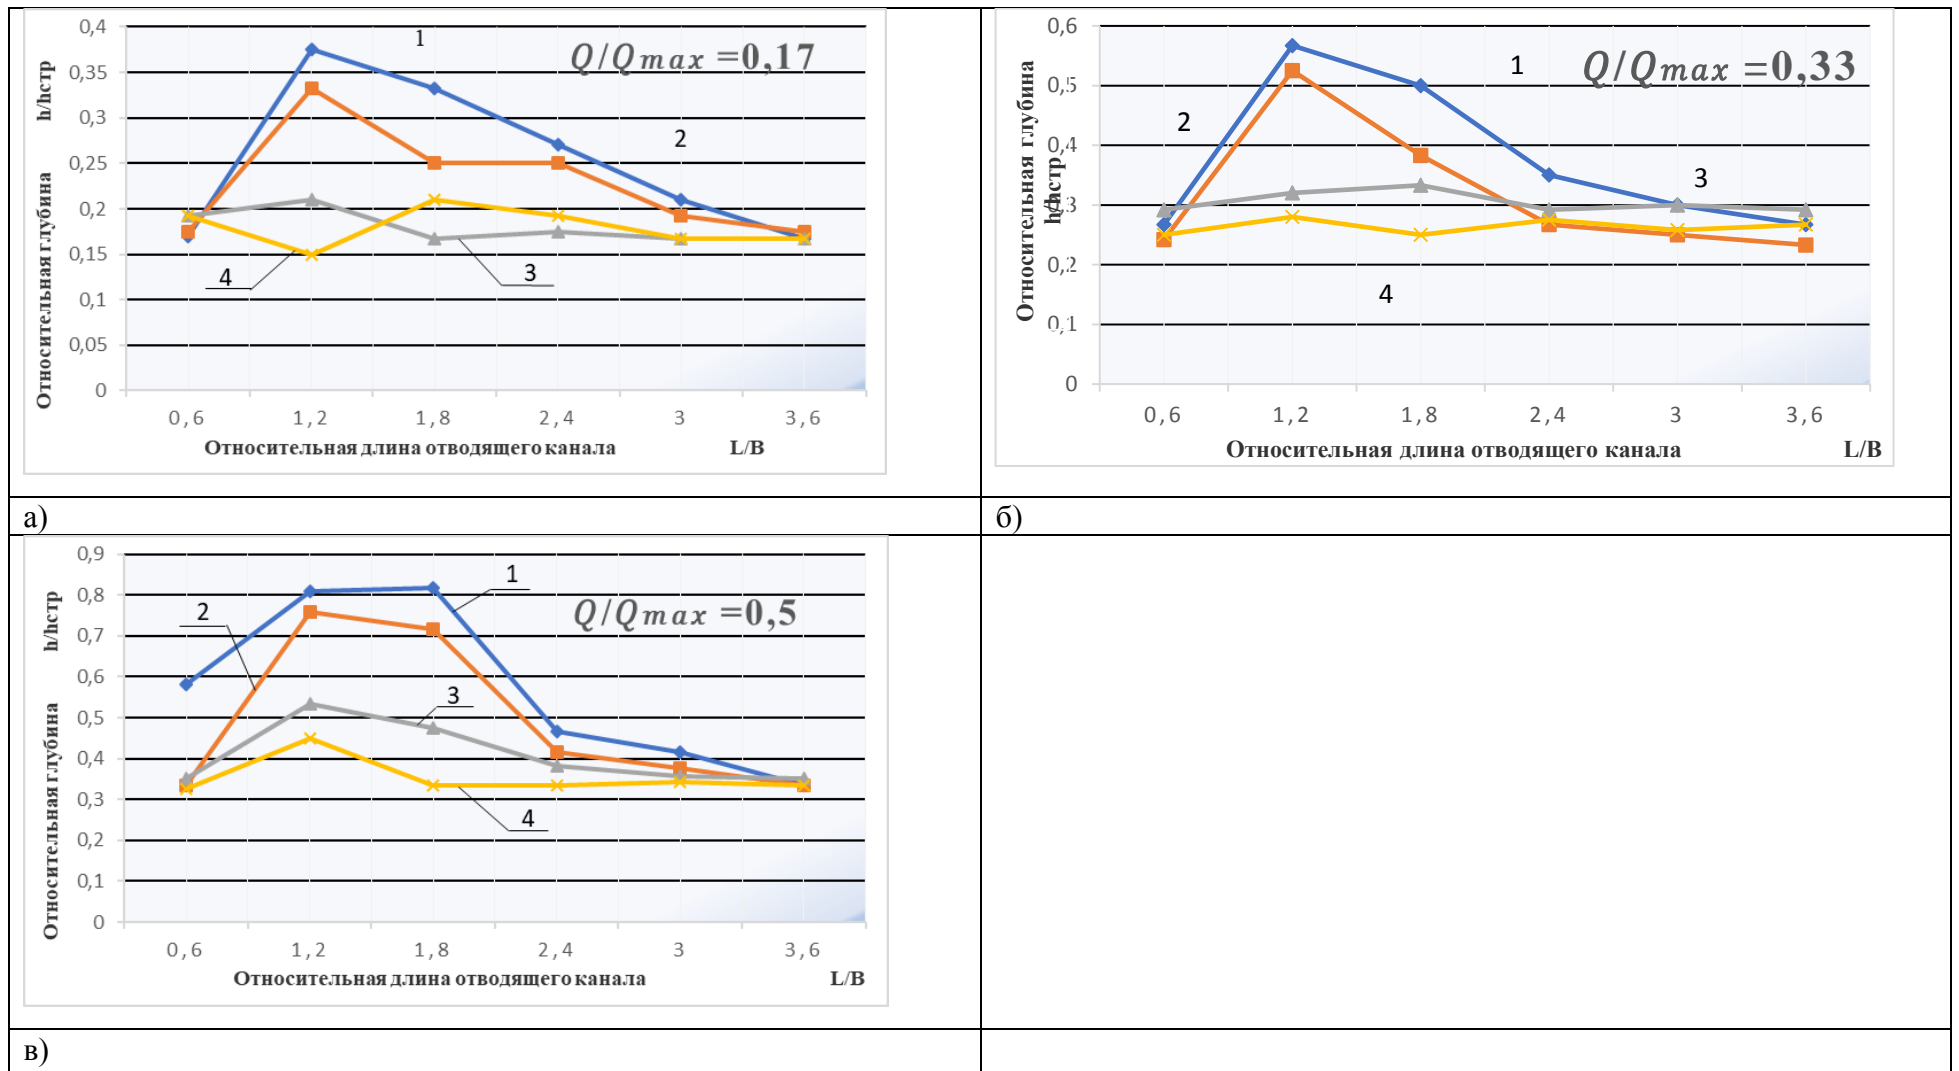 h/hстр
Относительная глубина
0,4
0,35
0,3
0,25
0,2
0,15
0,1
0,05
0
1
Q/Qmax =0,17
2
3
4
0,6 1,2 1,8 2,4 3 3,6
Относительная длина отводящего канала L/B
а)
Относительная глубина
h/hстр
0,6
0,5
0,4
0,3
0,2
0,1
0
1
Q/Qmax =0,33
2
3
4
0,6 1,2 1,8 2,4 3 3,6
Относительная длина отводящего канала L/B
б)
h/hстр
Относительная глубина
0,9
0,8
0,7
0,6
0,5
0,4
0,3
0,2
0,1
0
1
2
Q/Qmax =0,5
3
4
0,6 1,2 1,8 2,4 3 3,6
Относительная длина отводящего канала L/B
в)